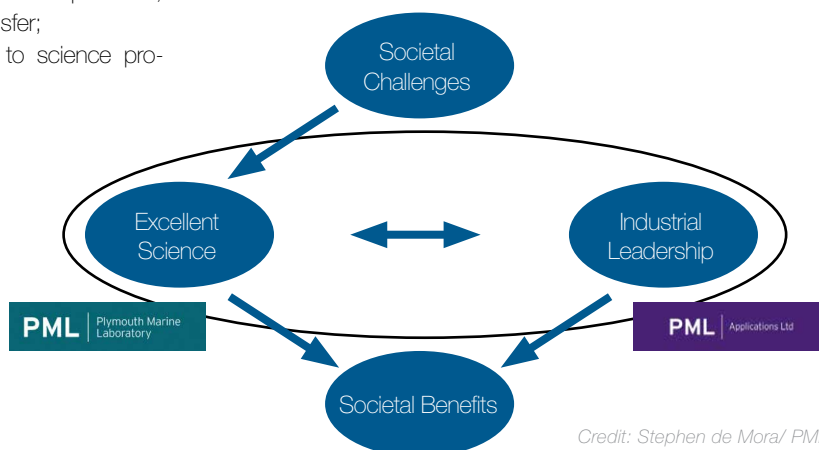 sfer;
to science pro-
Societal
Challenges
Excellent
Science
Industrial
Leadership
PML | Plymouth Marine
Laboratory
PML | Applications Ltd
Societal Benefits
Credit: Stephen de Mora/ PM